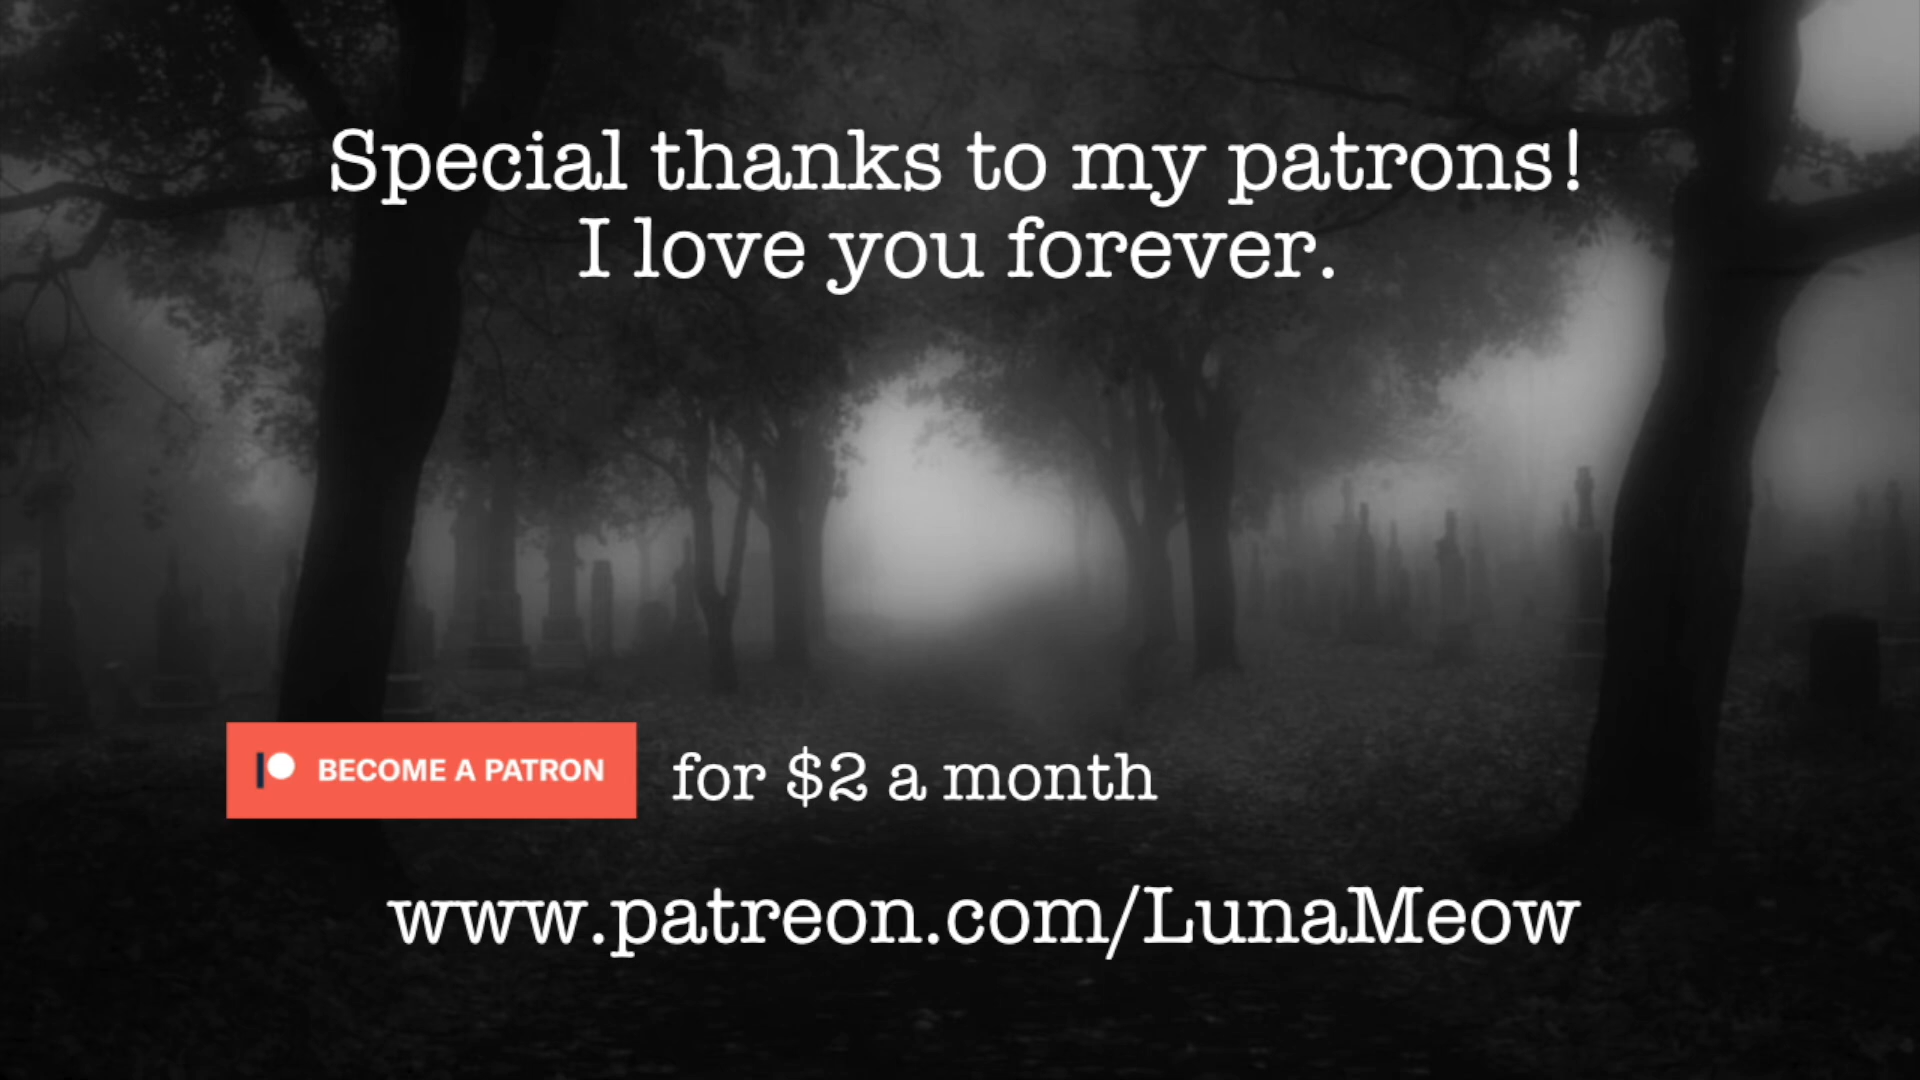 Special thanks to my patrons!
I love you forever.
BECOME A PATRON for $2 a month
www.patreon.com/LunaMeow